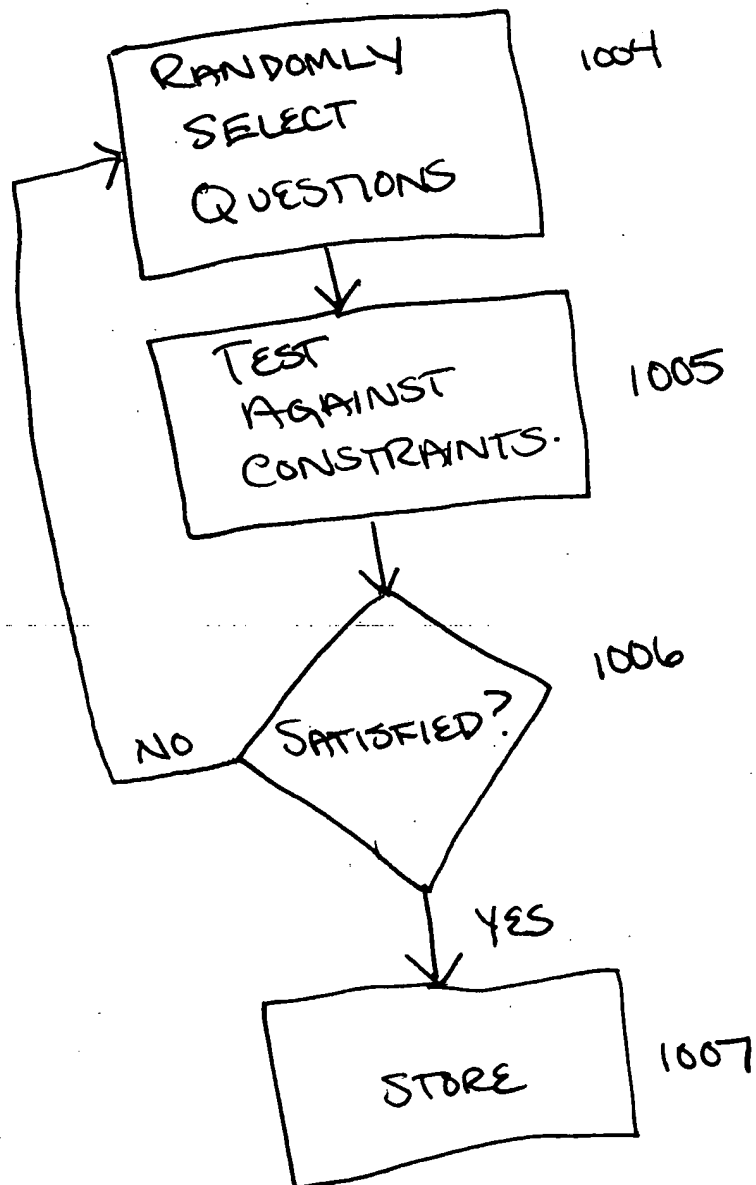 RANDOMLY
SELECT
QUESTIONS
1004
TEST
AGAINST
CONSTRAINTS.
1005
SATISFIED?
1006
NO
YES
STORE
1007